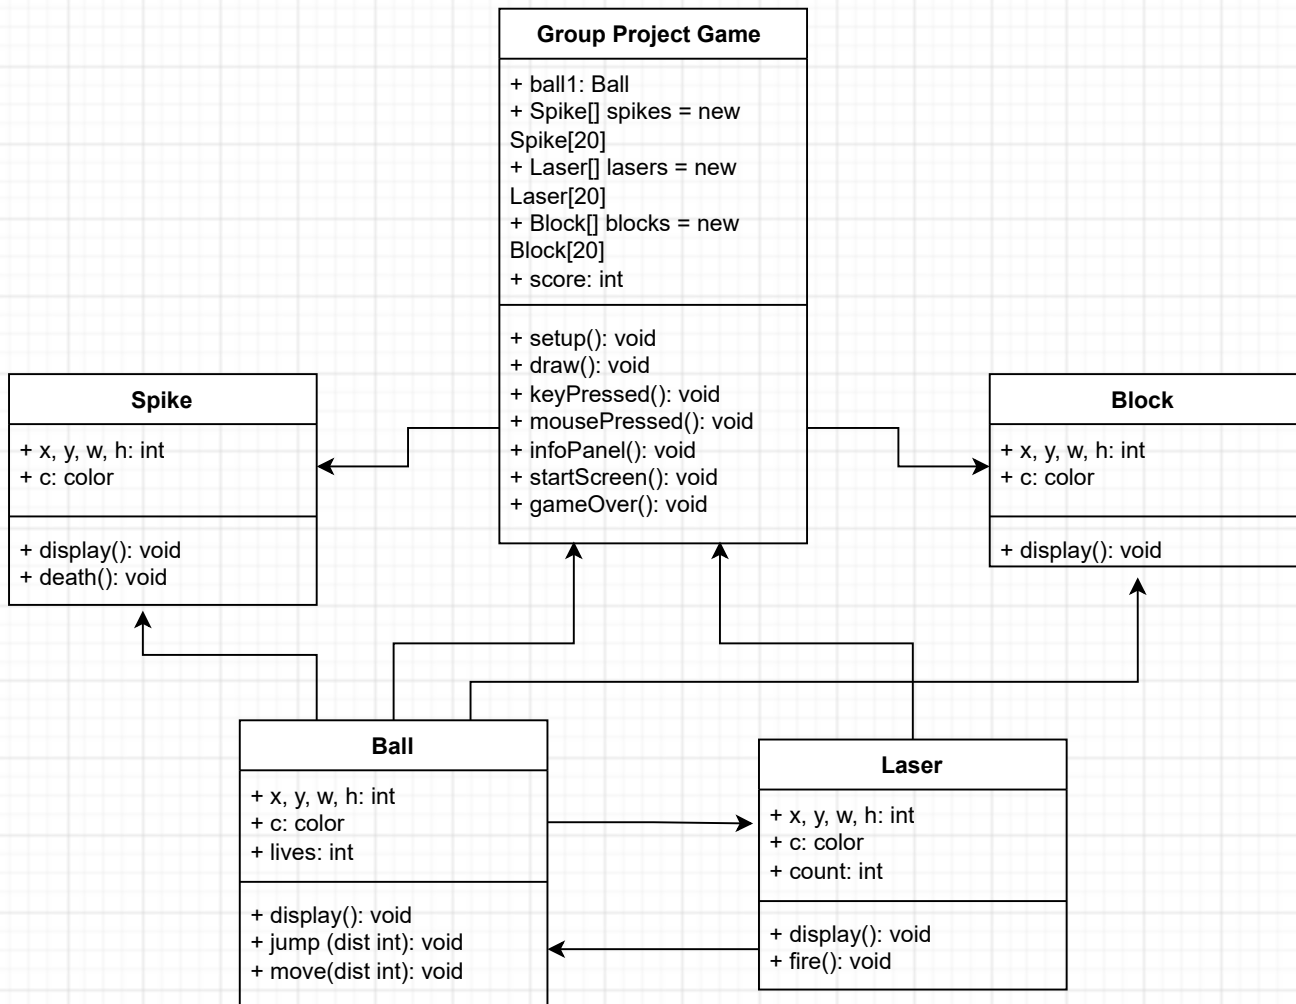 Group Project Game
+ ball1: Ball
+ Spike[] spikes = new
Spike[20]
+ Laser[] lasers = new
Laser[20]
+ Block[] blocks = new
Block[20]
+ score: int
+ setup(): void
+ draw(): void
+ keyPressed(): void
+ mousePressed(): void
+ infoPanel(): void
+ startScreen(): void
+ gameOver(): void
Spike
+ x, y, w, h: int
+ c: color
+ display(): void
+ death(): void
Block
+ x, y, w, h: int
+ c: color
+ display(): void
Ball
+ x, y, w, h: int
+ c: color
+ lives: int
+ display(): void
+ jump (dist int): void
+ move(dist int): void
Laser
+ x, y, w, h: int
+ c: color
+ count: int
+ display(): void
+ fire(): void